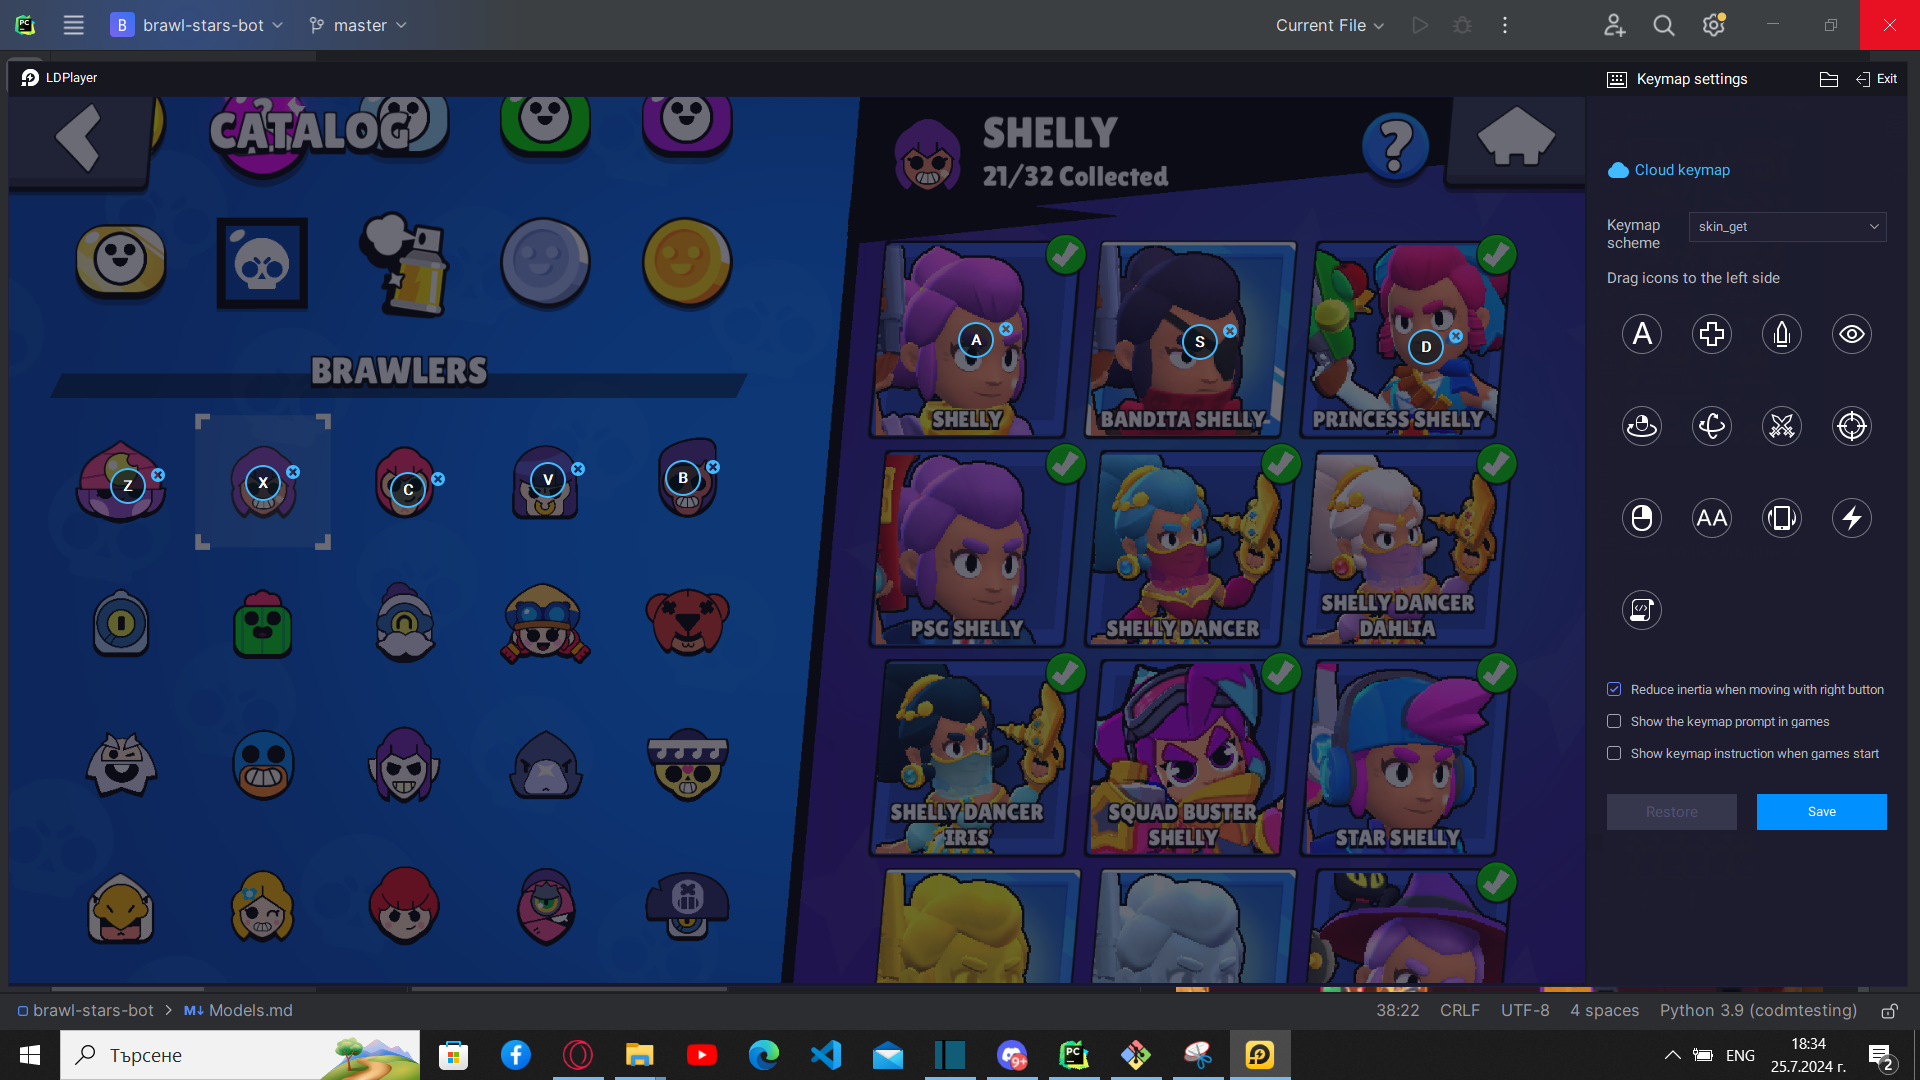 B brawl-stars-bot
master
Current File
LDPlayer
Keymap settings
Exit
CATALOG
SHELLY
21/32 Collected
Cloud keymap
Keymap scheme
skin_get
Drag icons to the left side
A
BRAWLERS
A
S
D
SHELLY
BANDITA SHELLY
PRINCESS SHELLY
Z
X
C
V
B
AA
PSG SHELLY
SHELLY DANCER
SHELLY DANCER
DAHLIA
Reduce inertia when moving with right button
Show the keymap prompt in games
Show keymap instruction when games start
Restore
Save
SHELLY DANCER
IRIS
SQUAD BUSTER
SHELLY
STAR SHELLY
brawl-stars-bot > M↓ Models.md
38:22 CRLF UTF-8 4 spaces Python 3.9 (codmtesting)
Търсене
9+
PC
ENG
18:34
25.7.2024 г.
2